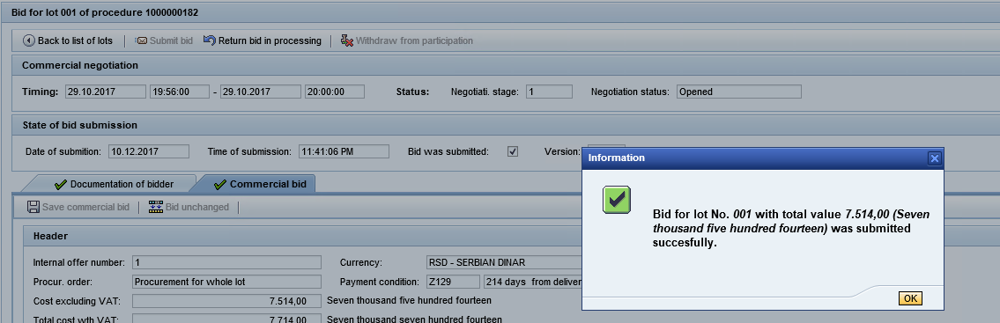 Bid for lot 001 of procedure 1000000182
Back to list of lots Submit bid Return bid in processing Withdraw from participation
Commercial negotiation
Timing: 29.10.2017 19:56:00 - 29.10.2017 20:00:00 Status: Negotiati. stage: 1 Negotiation status: Opened
State of bid submission
Date of submition: 10.12.2017 Time of submission: 11:41:06 PM Bid was submitted: Version:
Documentation of bidder Commercial bid
Save commercial bid Bid unchanged
Header
Internal offer number: 1 Currency: RSD - SERBIAN DINAR
Procur. order: Procurement for whole lot Payment condition: Z129 214 days from deliver
Cost excluding VAT: 7.514,00 Seven thousand five hundred fourteen
Total cost wth VAT: 7.714,00 Seven thousand seven hundred fourteen
Information
Bid for lot No. 001 with total value 7.514,00 (Seven
thousand five hundred fourteen) was submitted
succesfully.
OK